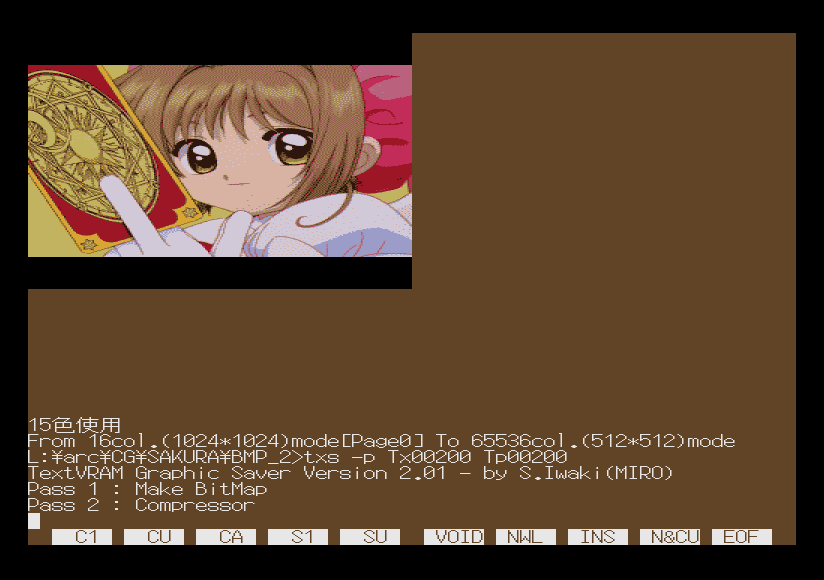 15色使用
From 16col.(1024*1024)mode[Page0] To 65536col.(512*512)mode
L:¥arc¥CG¥SAKURA¥BMP_2>txs -p Tx00200 Tp00200
TextVRAM Graphic Saver Version 2.01 - by S.Iwaki(MIRO)
Pass 1 : Make BitMap
Pass 2 : Compressor
C1 CU CA S1 SU VOID NWL INS N&CU EOF